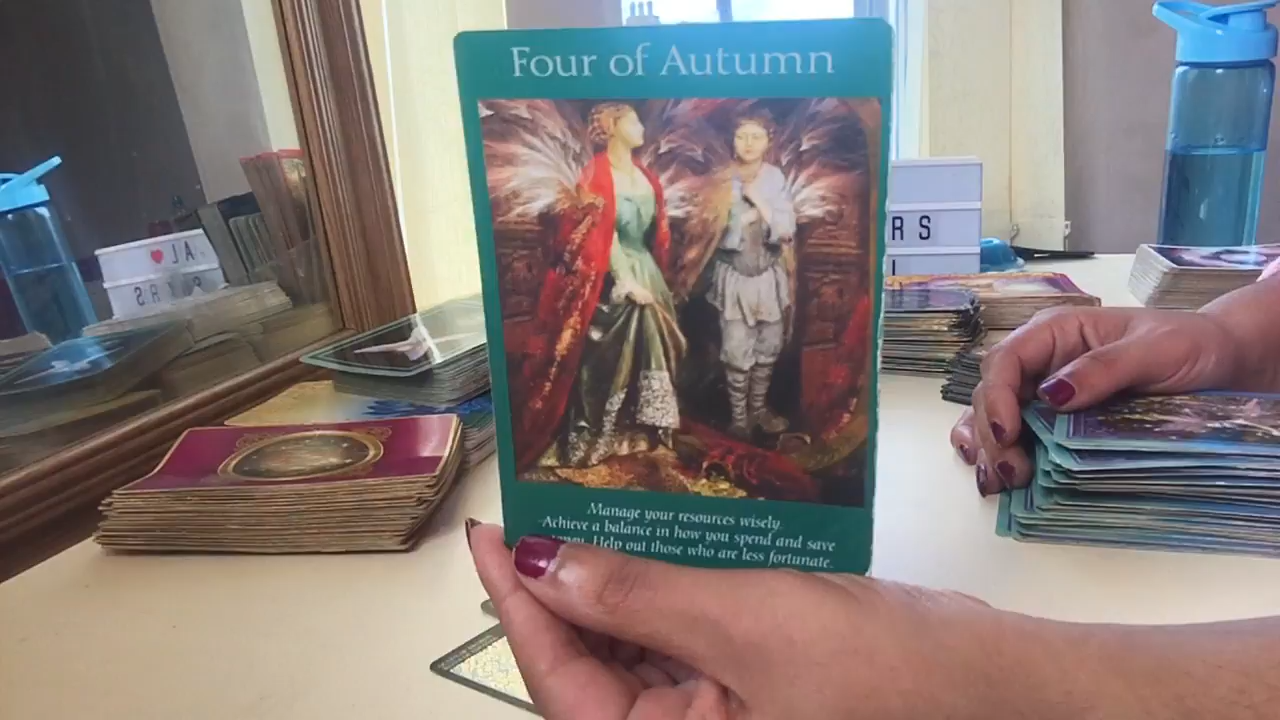 Four of Autumn
Manage your resources wisely.
Achieve a balance in how you spend and save
Help out those who are less fortunate.
RS